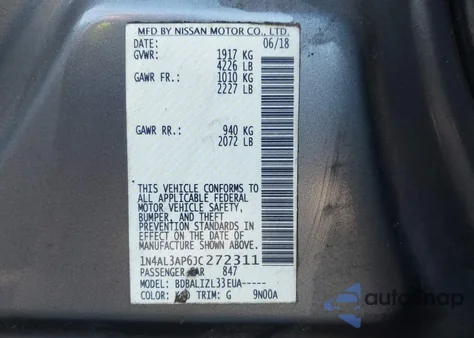 MFD BY NISSAN MOTOR CO., LTD.
DATE: 06/18
GVWR: 1917 KG
4226 LB
GAWR FR.: 1010 KG
2227 LB
GAWR RR.: 940 KG
2072 LB
THIS VEHICLE CONFORMS TO
ALL APPLICABLE FEDERAL
MOTOR VEHICLE SAFETY,
BUMPER, AND THEFT
PREVENTION STANDARDS
IN EFFECT ON THE DATE OF
MANUFACTURE SHOWN ABOVE.
1N4AL3AP6JC272311
PASSENGER CAR 847
MODEL: BDBALIZL33EUA-----
COLOR: TRIM: G 9N00A
autosnap